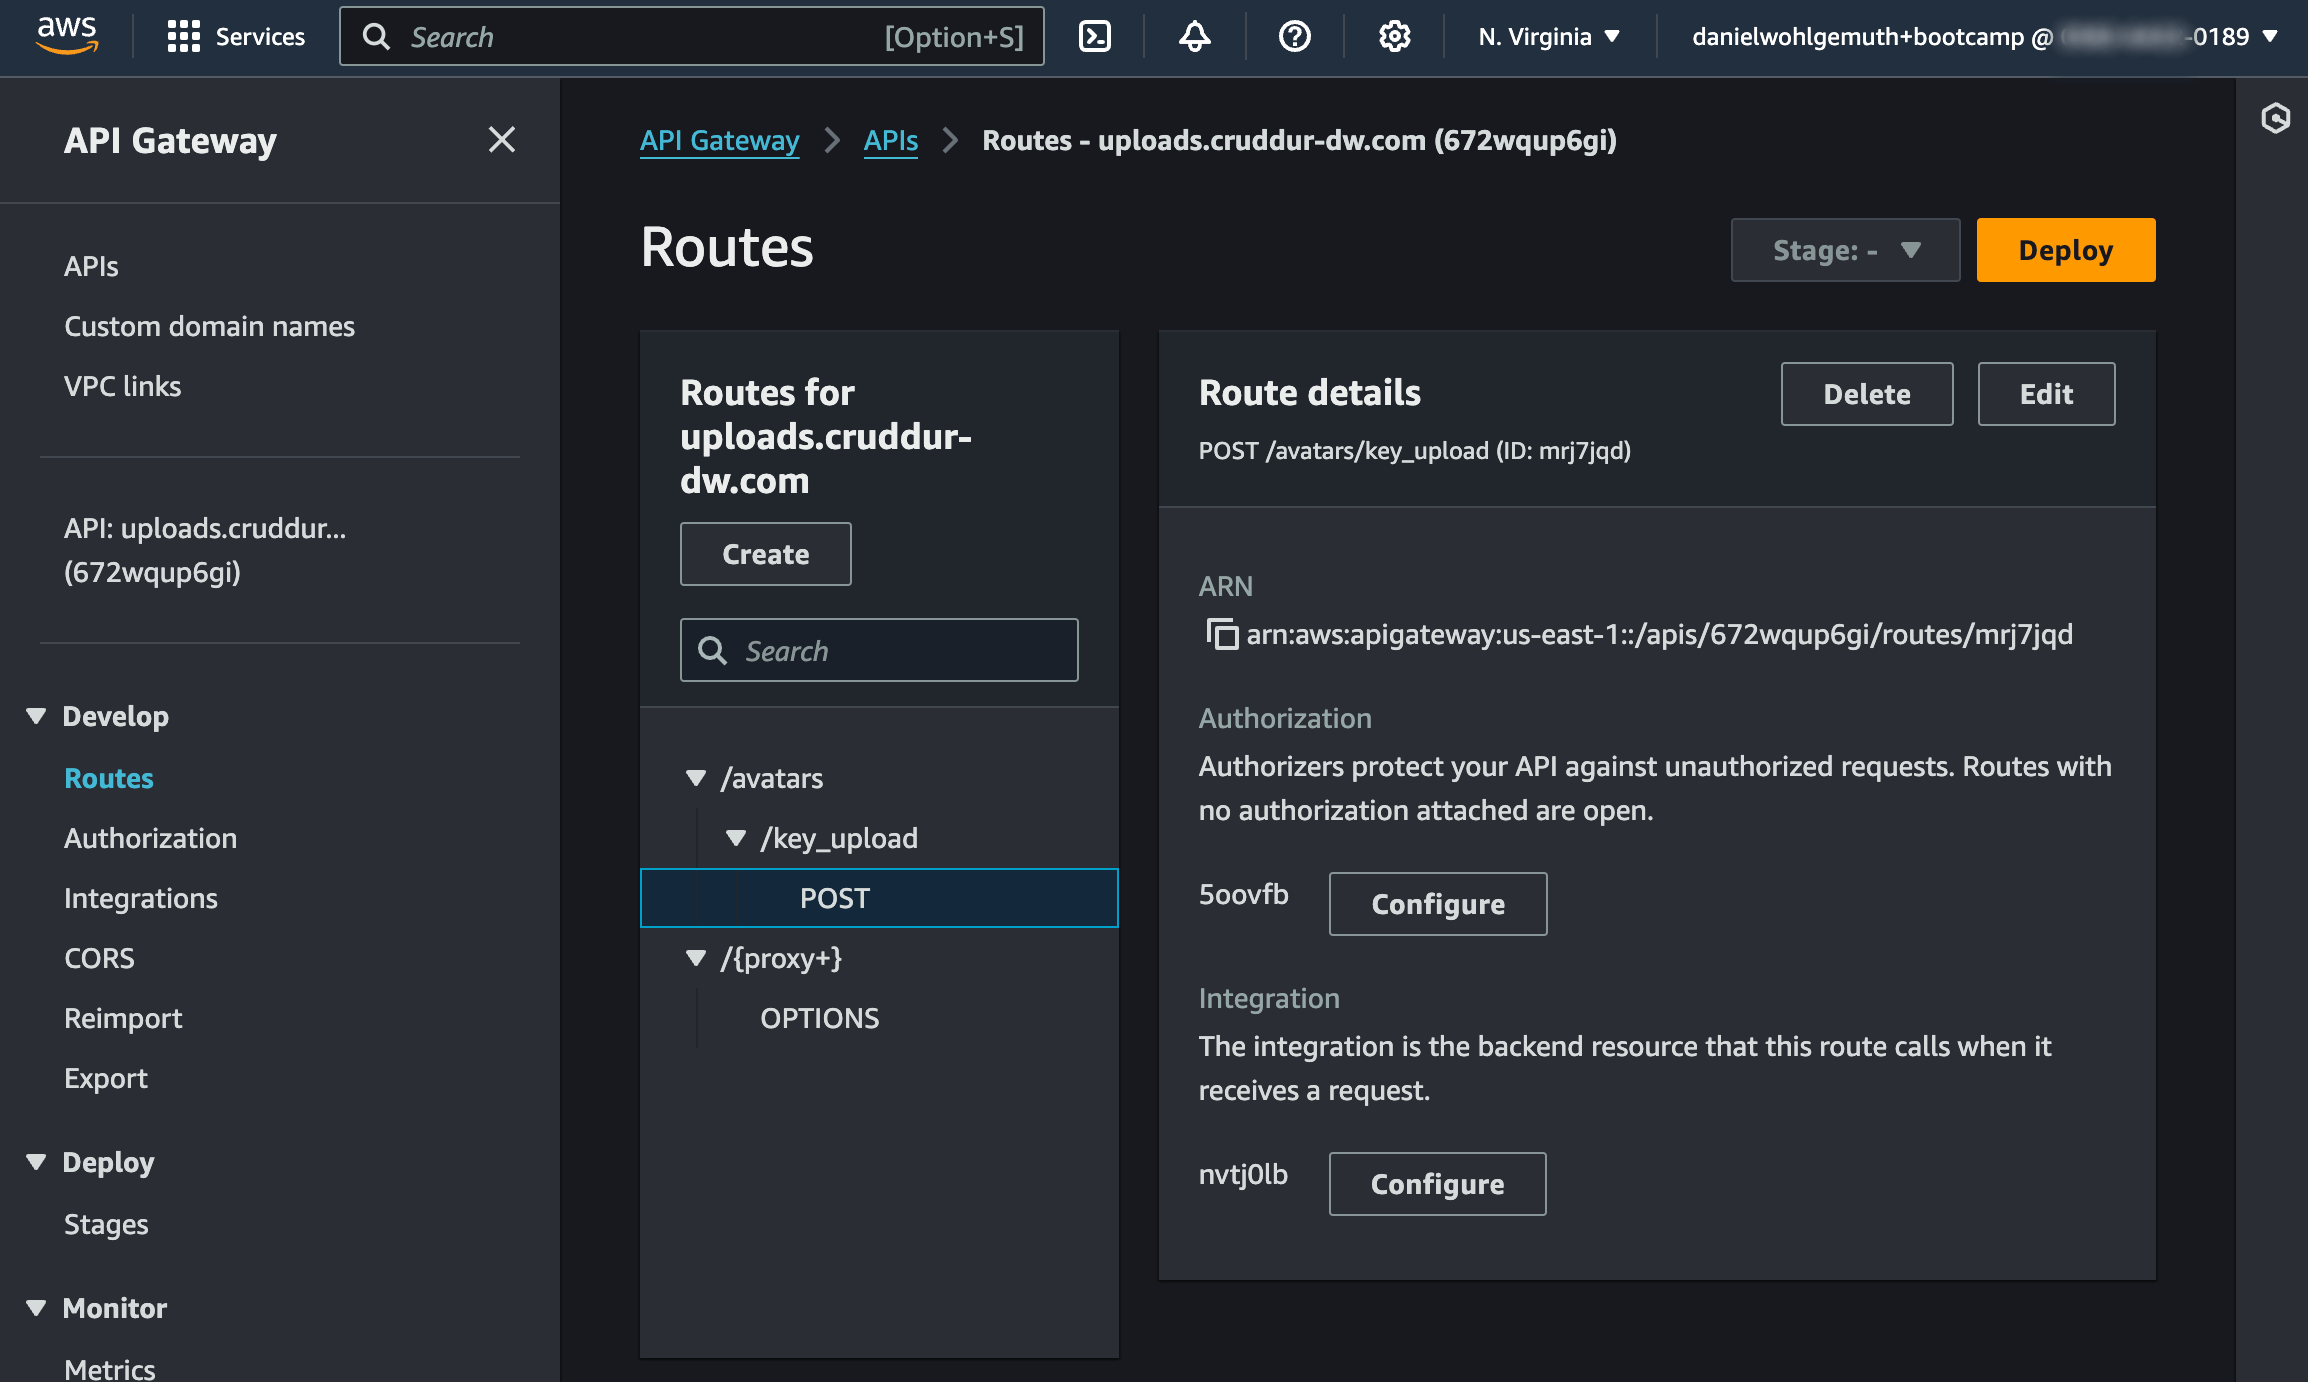 aws
Services
Search
[Option+S]
N. Virginia
danielwohlgemuth+bootcamp @
-0189
API Gateway
APIs
Custom domain names
VPC links
API: uploads.cruddur...
(672wqup6gi)
Develop
Routes
Authorization
Integrations
CORS
Reimport
Export
Deploy
Stages
Monitor
Metrics
API Gateway
APIs
Routes - uploads.cruddur-dw.com (672wqup6gi)
Routes
Stage: -
Deploy
Routes for
uploads.cruddur-
dw.com
Create
Search
/avatars
/key_upload
POST
/{proxy+}
OPTIONS
Route details
Delete
Edit
POST /avatars/key_upload (ID: mrj7jqd)
ARN
arn:aws:apigateway:us-east-1::/apis/672wqup6gi/routes/mrj7jqd
Authorization
Authorizers protect your API against unauthorized requests. Routes with
no authorization attached are open.
5oovfb
Configure
Integration
The integration is the backend resource that this route calls when it
receives a request.
nvtj0lb
Configure